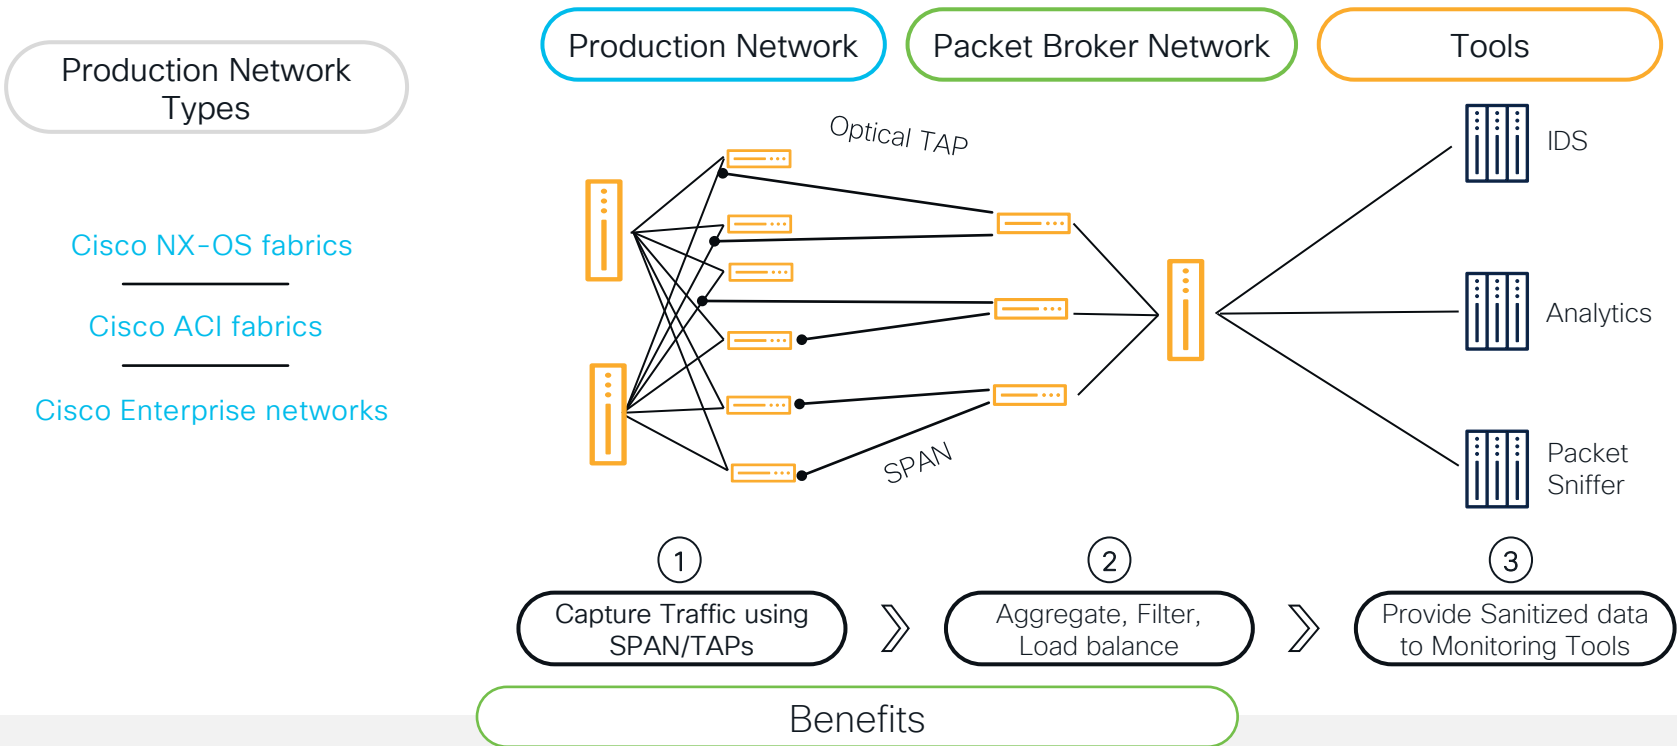 Production Network
Types
Cisco NX-OS fabrics
Cisco ACI fabrics
Cisco Enterprise networks
Production Network
Packet Broker Network
Tools
Optical TAP
SPAN
IDS
Analytics
Packet
Sniffer
1
Capture Traffic using
SPAN/TAPs
2
Aggregate, Filter,
Load balance
3
Provide Sanitized data
to Monitoring Tools
Benefits